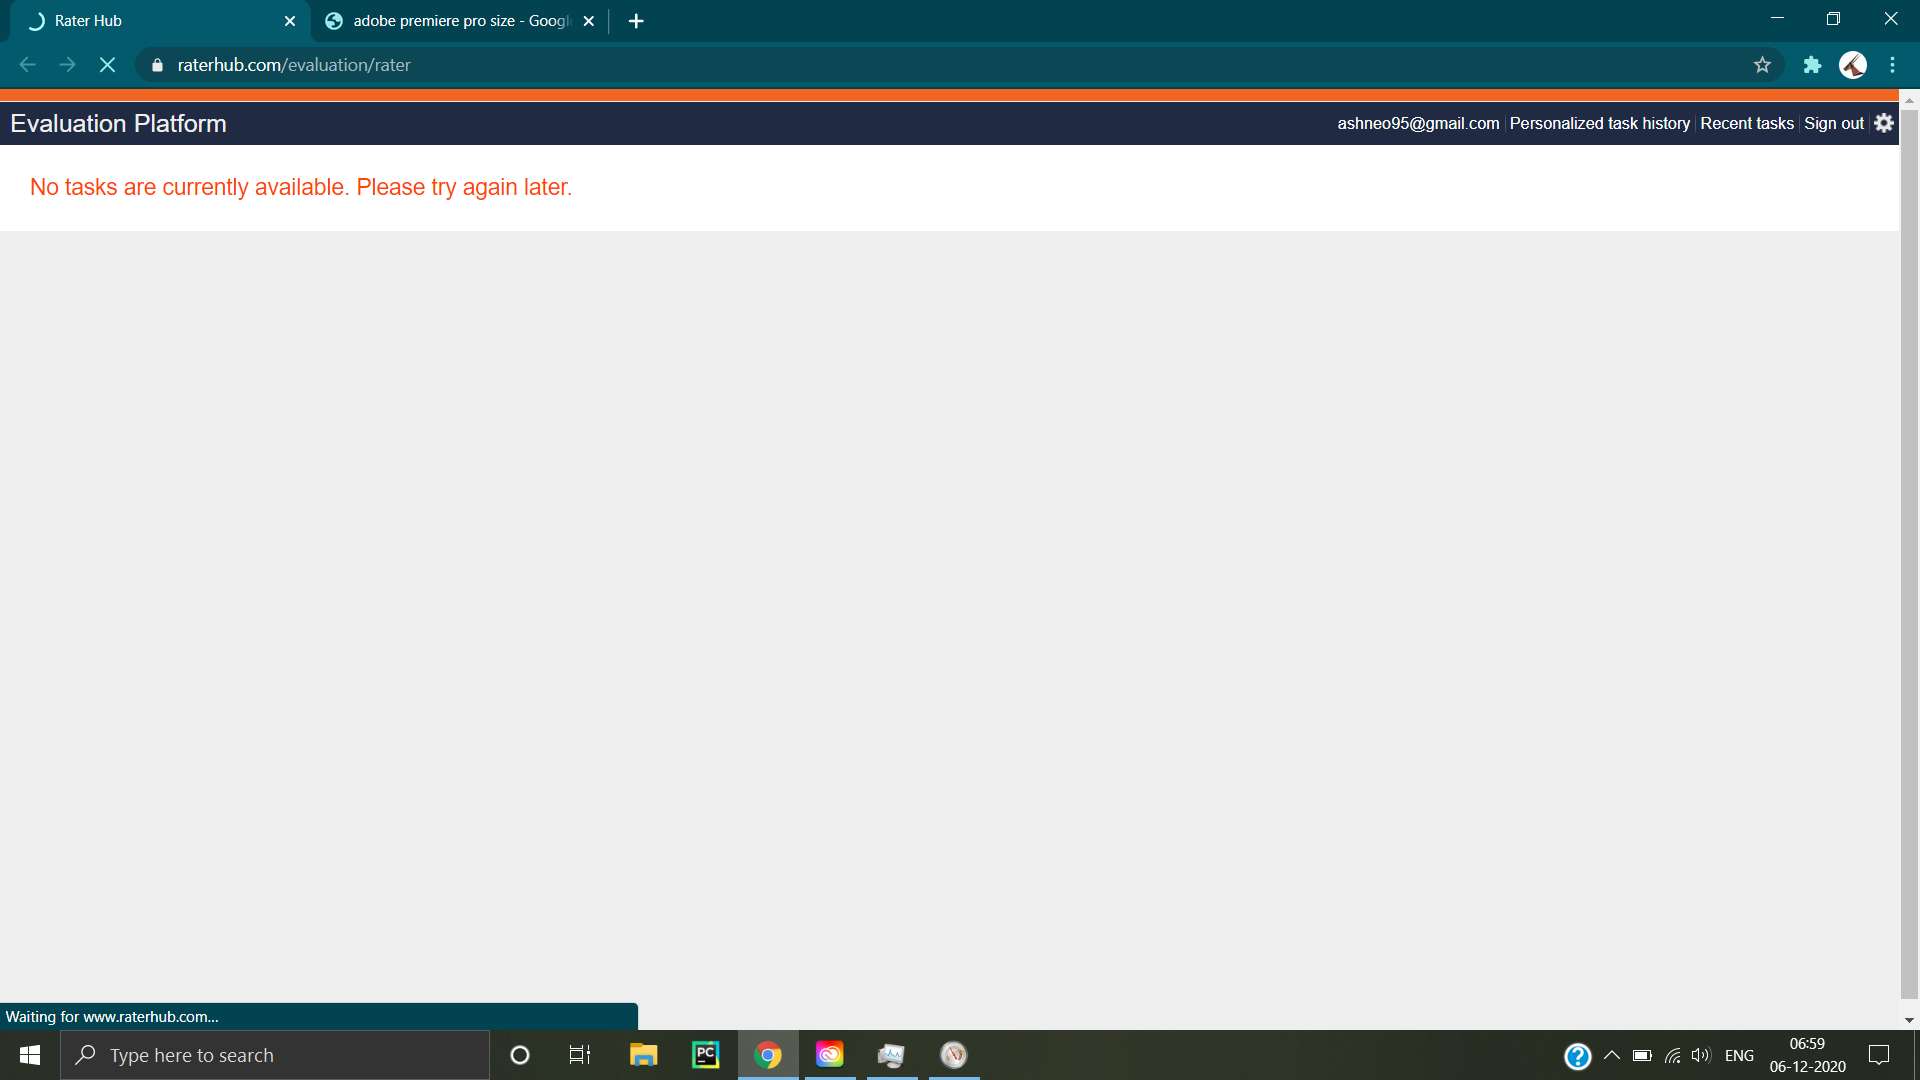 Rater Hub
adobe premiere pro size - Googl
raterhub.com/evaluation/rater
Evaluation Platform
ashneo95@gmail.com Personalized task history Recent tasks Sign out
No tasks are currently available. Please try again later.
Waiting for www.raterhub.com...
Type here to search
PC
ENG
06:59
06-12-2020